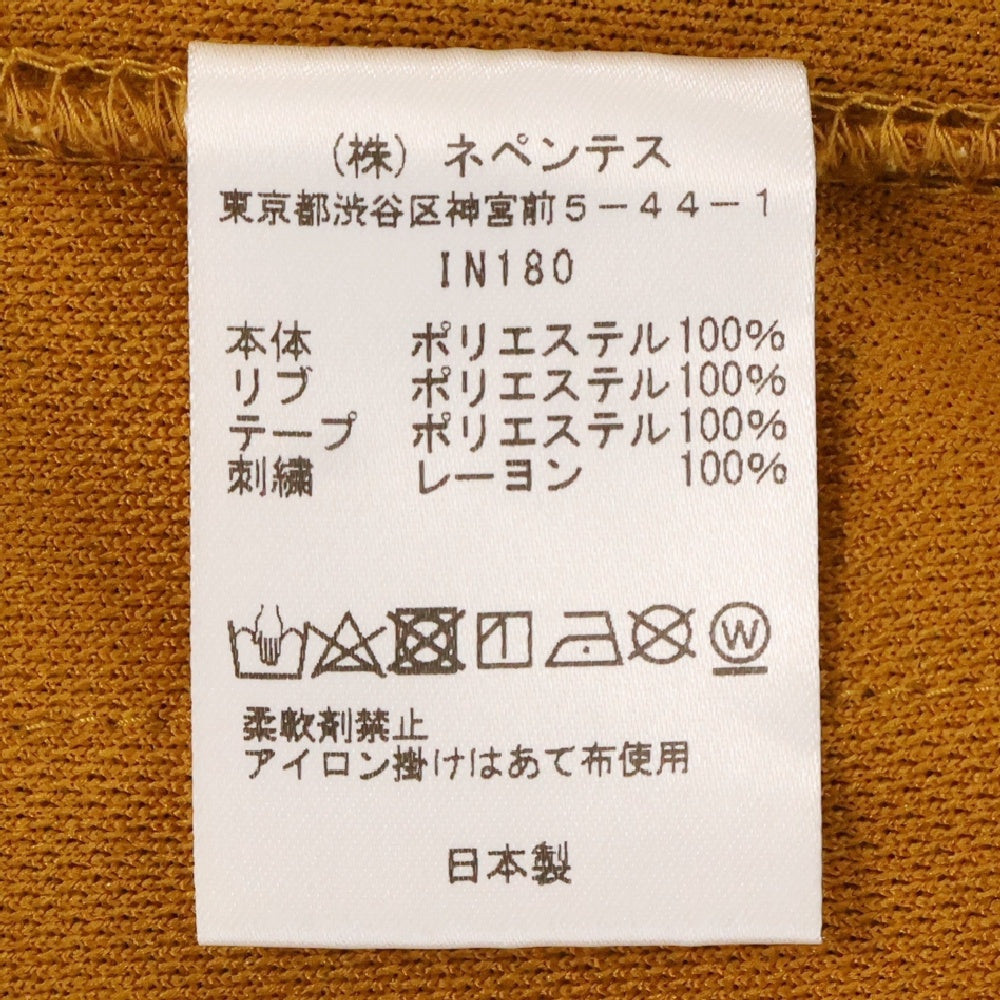 (株) ネペンテス
東京都渋谷区神宮前5-44-1
IN180
本体 ポリエステル100%
リブ ポリエステル100%
テープ ポリエステル100%
刺繍 レーヨン 100%
W
柔軟剤禁止
アイロン掛けはあて布使用
日本製